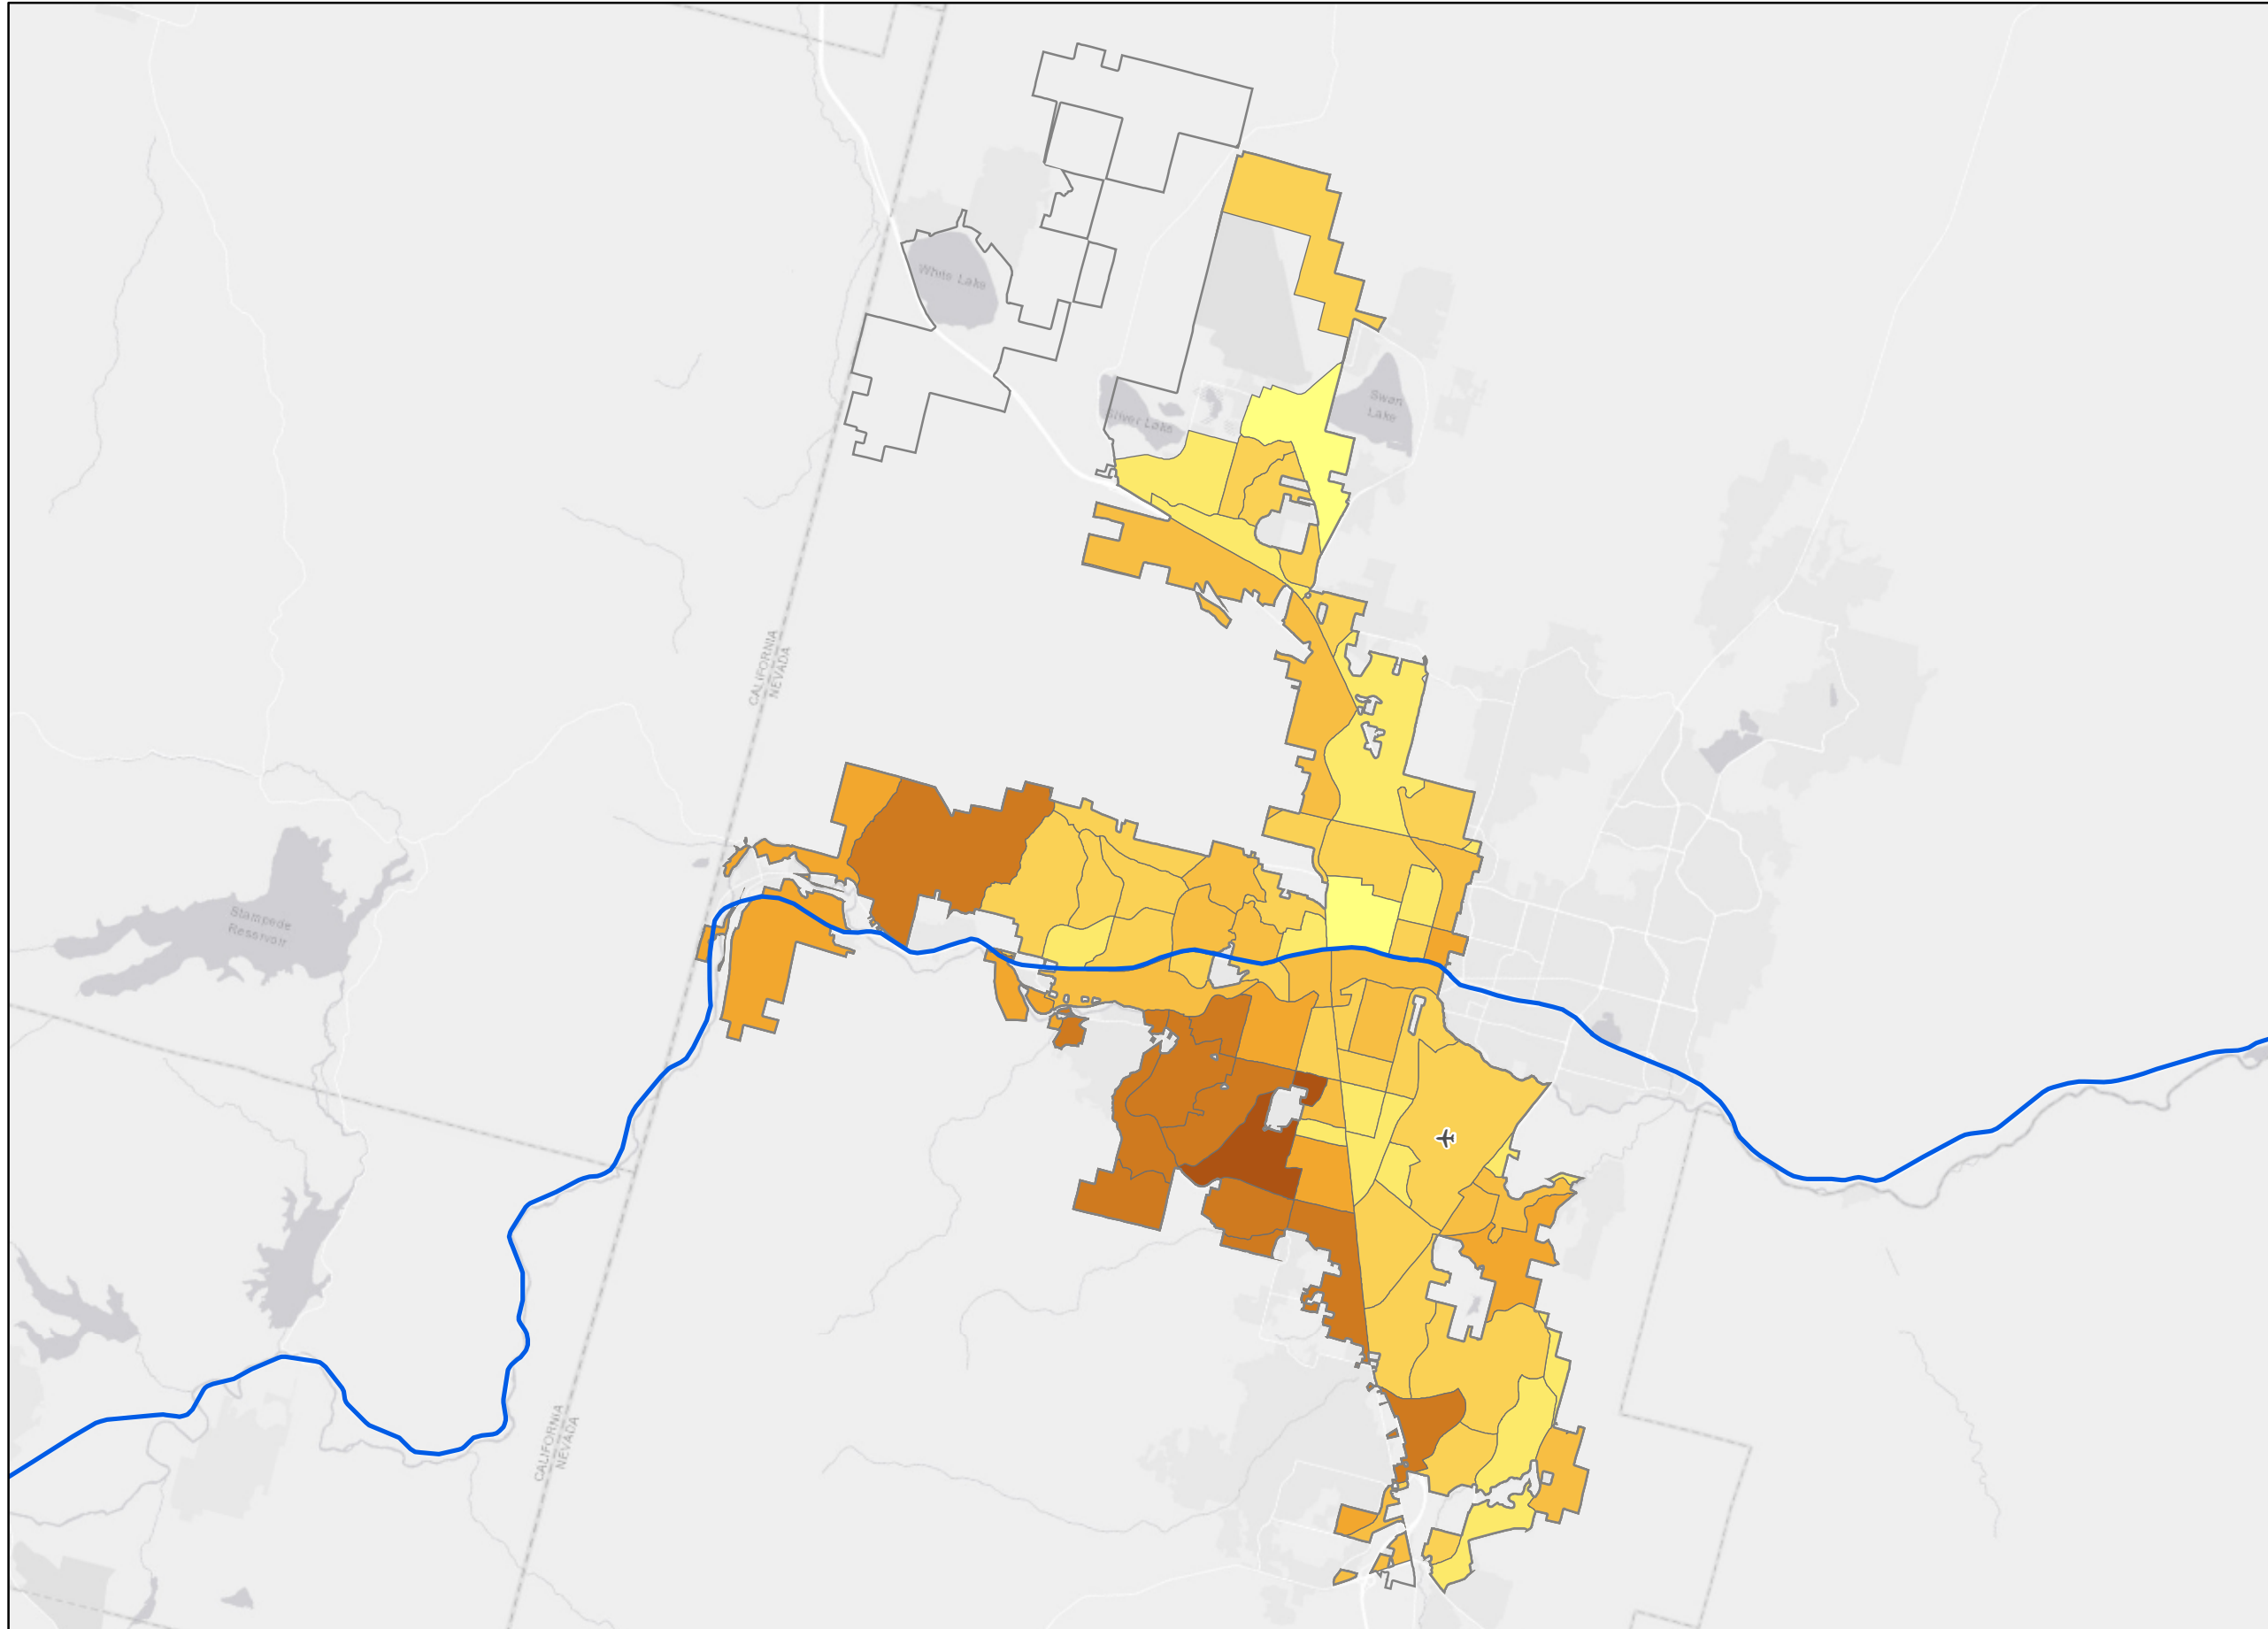 White Lake
Silver Lake
Swan
Lake
CALIFORNIA
NEVADA
Stampede
Reservoir
CALIFORNIA
NEVADA